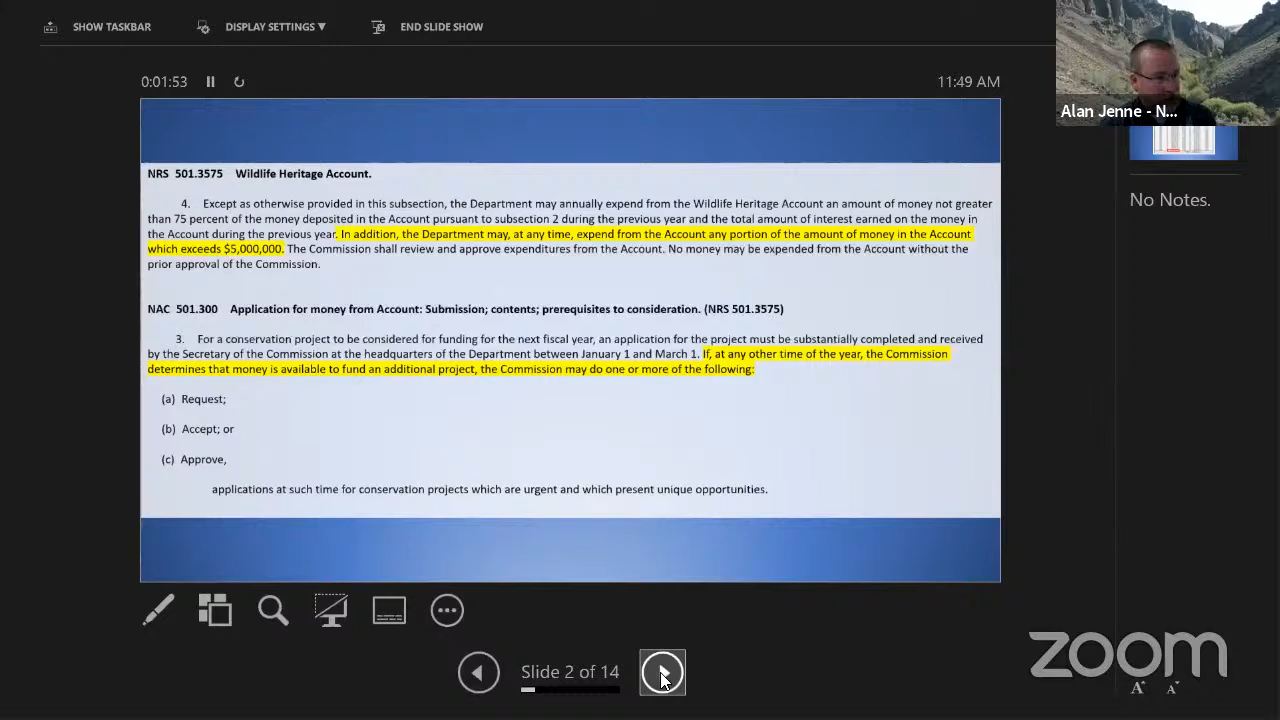 SHOW TASKBAR
DISPLAY SETTINGS ▼
END SLIDE SHOW
0:01:53
11:49 AM
Alan Jenne - N...
No Notes.
NRS 501.3575 Wildlife Heritage Account.
4. Except as otherwise provided in this subsection, the Department may annually expend from the Wildlife Heritage Account an amount of money not greater
than 75 percent of the money deposited in the Account pursuant to subsection 2 during the previous year and the total amount of interest earned on the money in
the Account during the previous year. In addition, the Department may, at any time, expend from the Account any portion of the amount of money in the Account
which exceeds $5,000,000. The Commission shall review and approve expenditures from the Account. No money may be expended from the Account without the
prior approval of the Commission.
NAC 501.300 Application for money from Account: Submission; contents; prerequisites to consideration. (NRS 501.3575)
3. For a conservation project to be considered for funding for the next fiscal year, an application for the project must be substantially completed and received
by the Secretary of the Commission at the headquarters of the Department between January 1 and March 1. If, at any other time of the year, the Commission
determines that money is available to fund an additional project, the Commission may do one or more of the following:
(a) Request;
(b) Accept; or
(c) Approve,
applications at such time for conservation projects which are urgent and which present unique opportunities.
Slide 2 of 14
zoom
A A